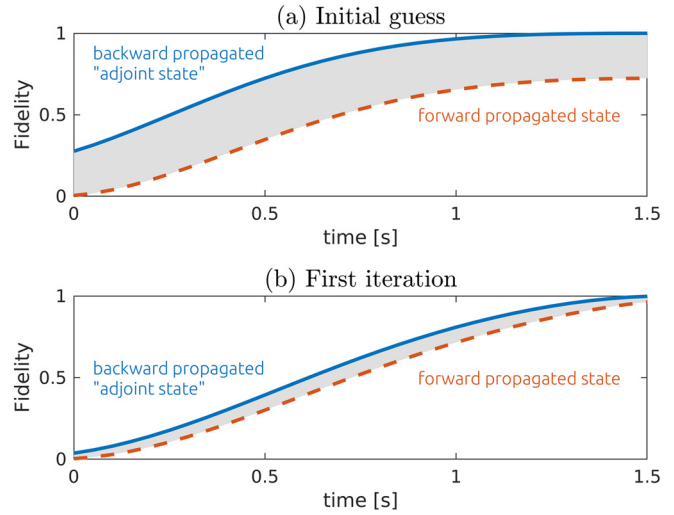 (a) Initial guess
1
backward propagated
"adjoint state"
0.5
forward propagated state
Fidelity
0
0
0.5
1
1.5
time [s]
(b) First iteration
1
backward propagated
"adjoint state"
forward propagated state
0.5
Fidelity
0
0
0.5
1
1.5
time [s]